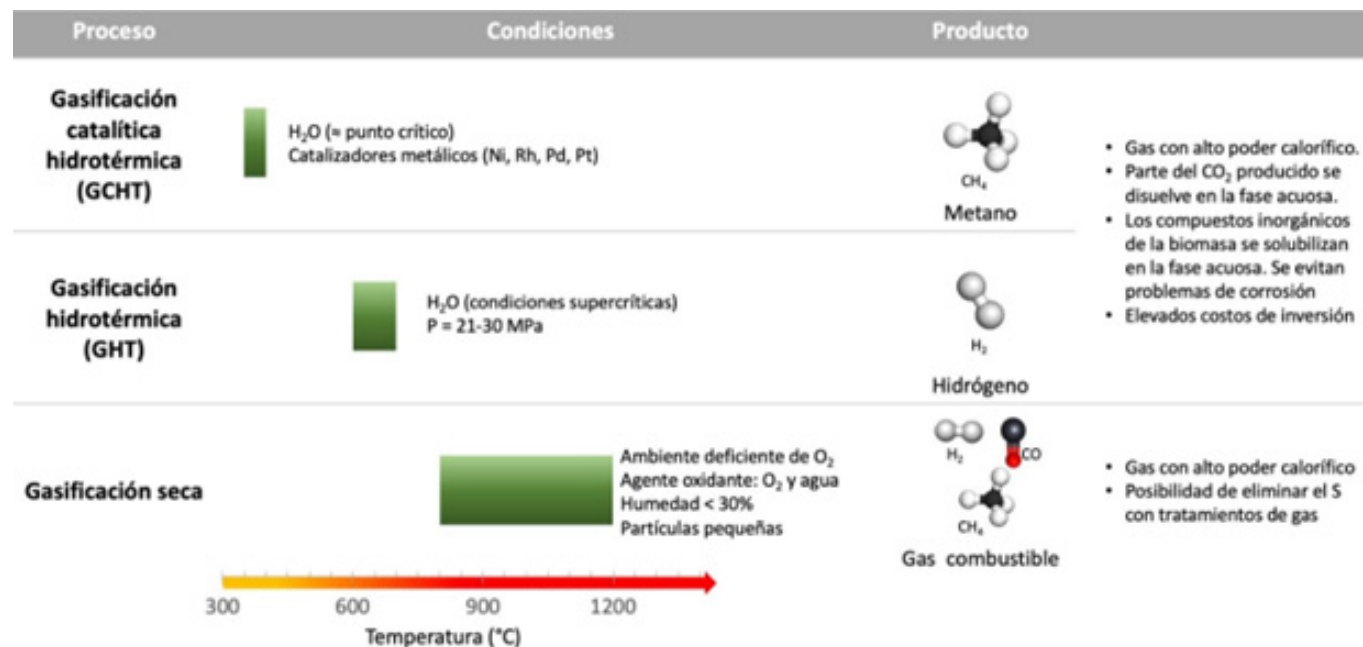 Proceso Condiciones Producto
Gasificación
catalítica
hidrotérmica
(GCHT)
H₂O (≈ punto crítico)
Catalizadores metálicos (Ni, Rh, Pd, Pt)
CH₄
Metano
• Gas con alto poder calorífico.
• Parte del CO₂ producido se
disuelve en la fase acuosa.
• Los compuestos inorgánicos
de la biomasa se solubilizan
en la fase acuosa. Se evitan
problemas de corrosión
• Elevados costos de inversión
Gasificación
hidrotérmica
(GHT)
H₂O (condiciones supercríticas)
P = 21-30 MPa
H₂
Hidrógeno
Gasificación seca
Ambiente deficiente de O₂
Agente oxidante: O₂ y agua
Humedad < 30%
Partículas pequeñas
H₂ CO
CH₄
Gas combustible
• Gas con alto poder calorífico
• Posibilidad de eliminar el S
con tratamientos de gas
300 600 900 1200
Temperatura (°C)